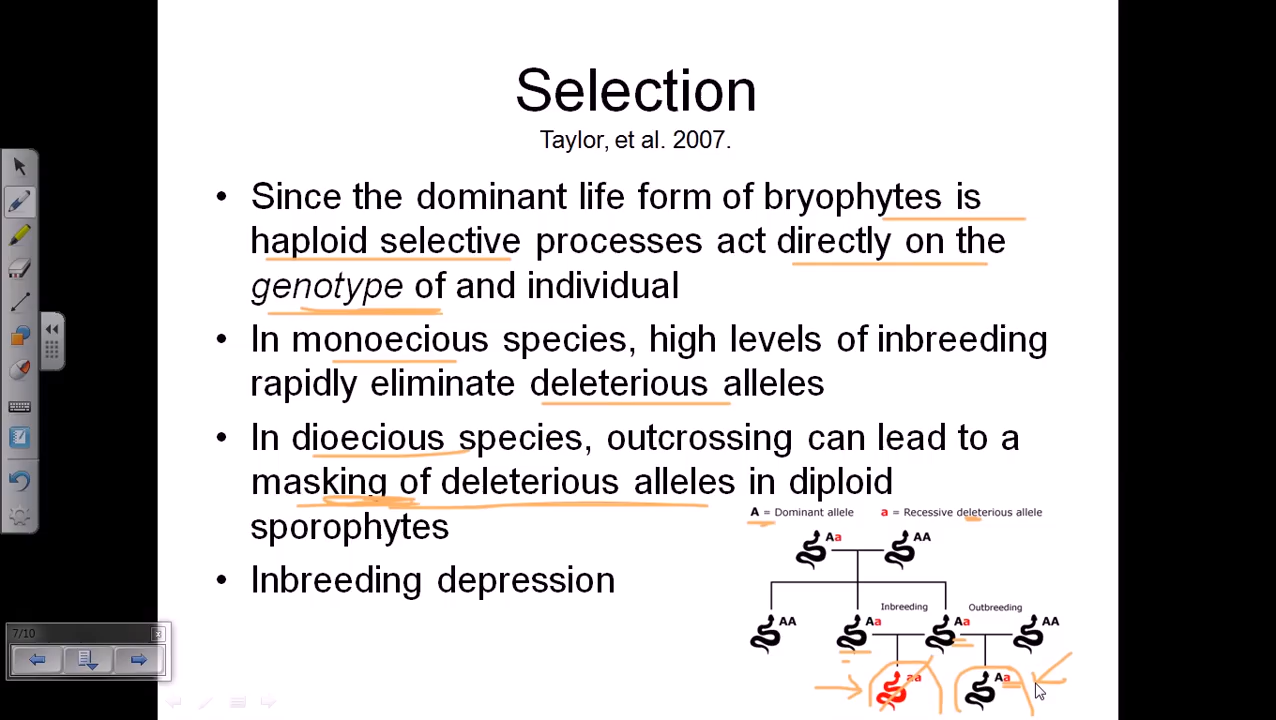 Selection
Taylor, et al. 2007.
• Since the dominant life form of bryophytes is
haploid selective processes act directly on the
genotype of and individual
• In monoecious species, high levels of inbreeding
rapidly eliminate deleterious alleles
• In dioecious species, outcrossing can lead to a
masking of deleterious alleles in diploid
sporophytes
• Inbreeding depression
A = Dominant allele a = Recessive deleterious allele
Aa AA
Inbreeding Outbreeding
AA Aa Aa AA
aa Aa
7/10